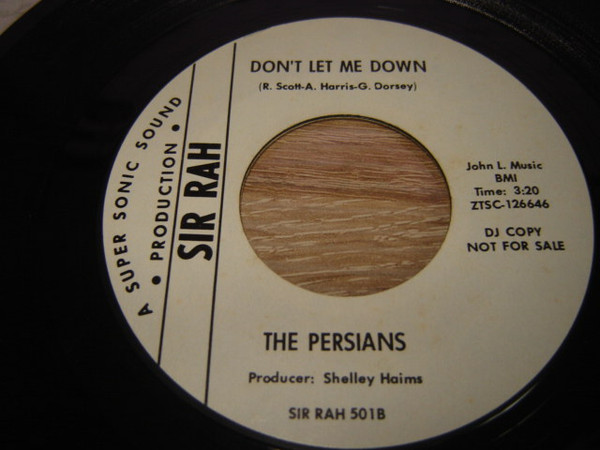 DON'T LET ME DOWN
(R. Scott-A. Harris-G. Dorsey)
A SUPER SONIC SOUND
• PRODUCTION •
SIR RAH
John L. Music
BMI
Time: 3:20
ZTSC-126646
DJ COPY
NOT FOR SALE
THE PERSIANS
Producer: Shelley Haims
SIR RAH 501B